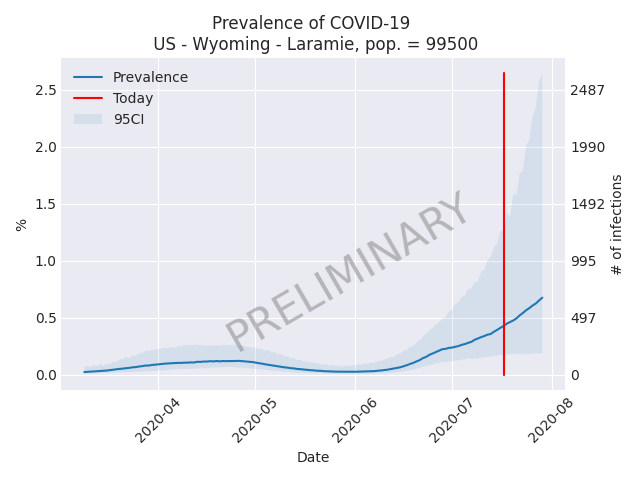 Prevalence of COVID-19
US - Wyoming - Laramie, pop. = 99500
Prevalence
Today
95CI
2.5
2.0
1.5
1.0
0.5
0.0
%
2487
1990
1492
995
497
0
# of infections
PRELIMINARY
2020-04
2020-05
2020-06
2020-07
2020-08
Date